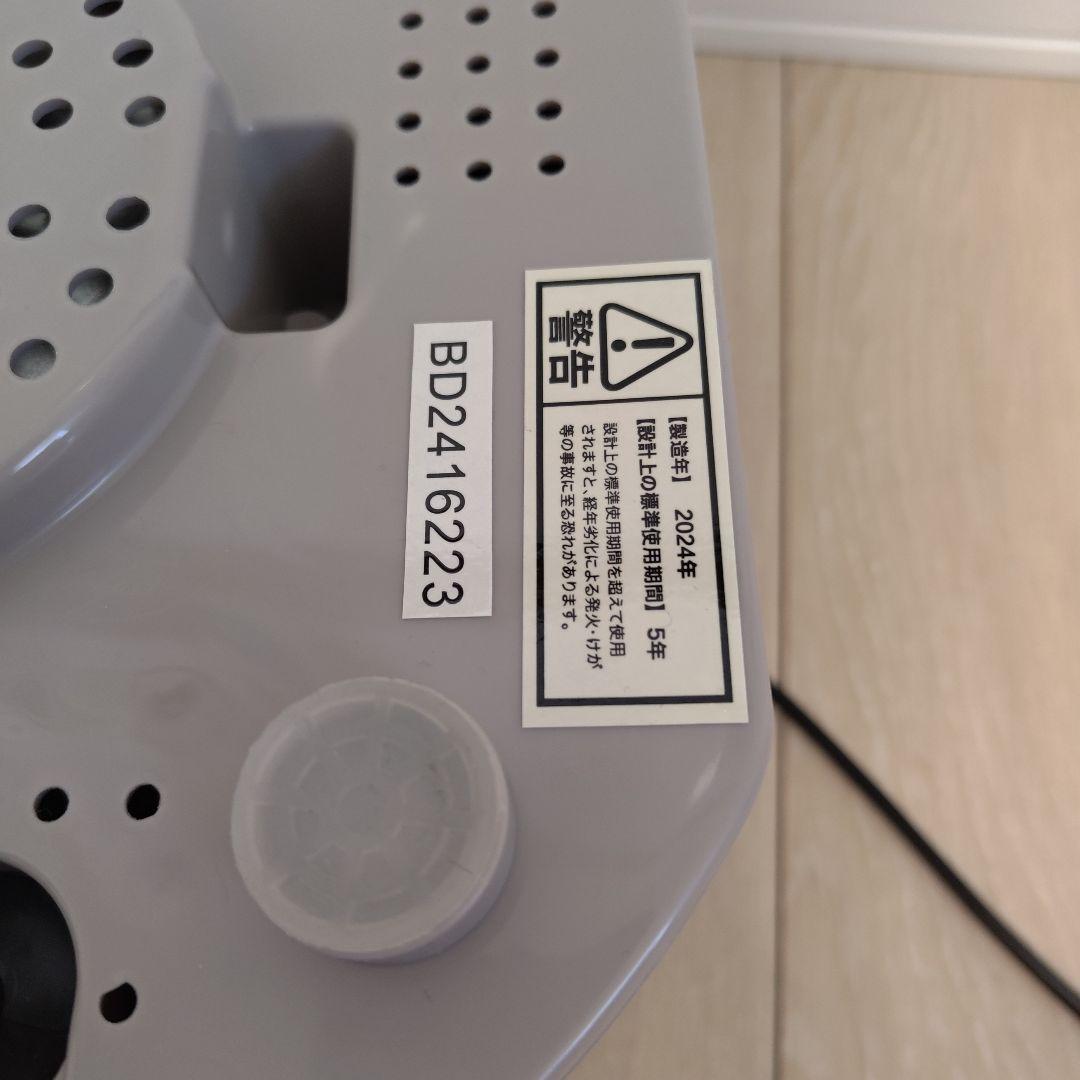 警告
【製造年】 2024年
【設計上の標準使用期間】 5年
設計上の標準使用期間を超えて使用
されますと、経年劣化による発火・けが
等の事故に至る恐れがあります。
BD2416223